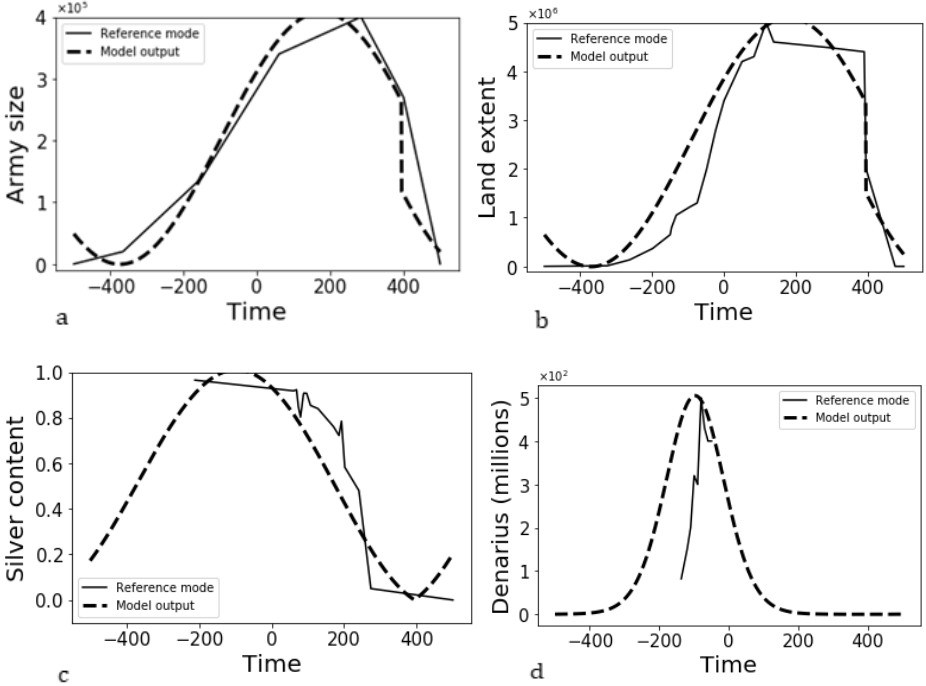 ×10⁵
Army size
4
3
2
1
0
Reference mode
Model output
−400 −200 0 200 400
Time
a
×10⁶
Land extent
5
4
3
2
1
0
Reference mode
Model output
−400 −200 0 200 400
Time
b
Silver content
1.0
0.8
0.6
0.4
0.2
0.0
Reference mode
Model output
−400 −200 0 200 400
Time
c
×10²
Denarius (millions)
5
4
3
2
1
0
Reference mode
Model output
−400 −200 0 200 400
Time
d